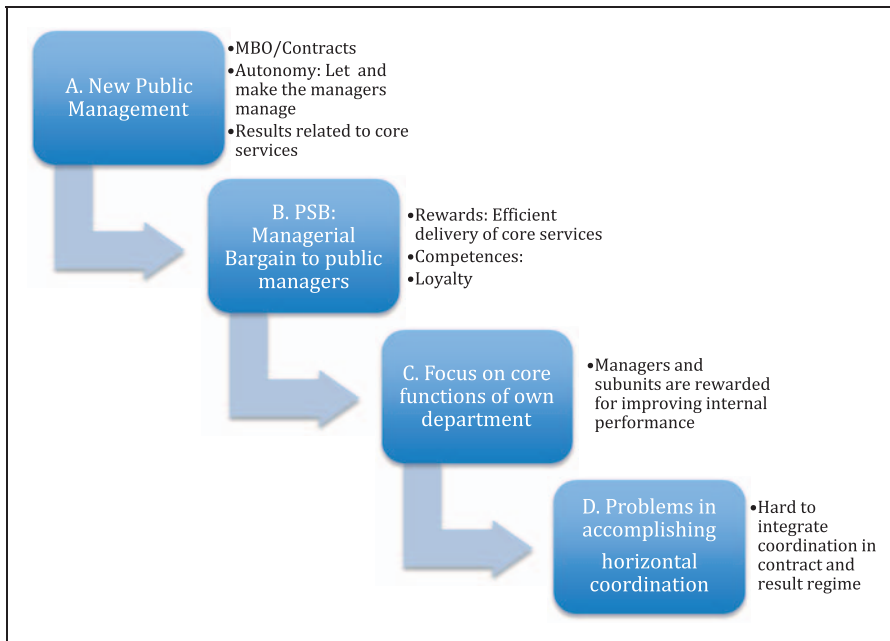 A. New Public
Management
•MBO/Contracts
•Autonomy: Let and
make the managers
manage
•Results related to core
services
B. PSB:
Managerial
Bargain to public
managers
•Rewards: Efficient
delivery of core services
•Competences:
•Loyalty
C. Focus on core
functions of own
department
•Managers and
subunits are rewarded
for improving internal
performance
D. Problems in
accomplishing
horizontal
coordination
•Hard to
integrate
coordination in
contract and
result regime